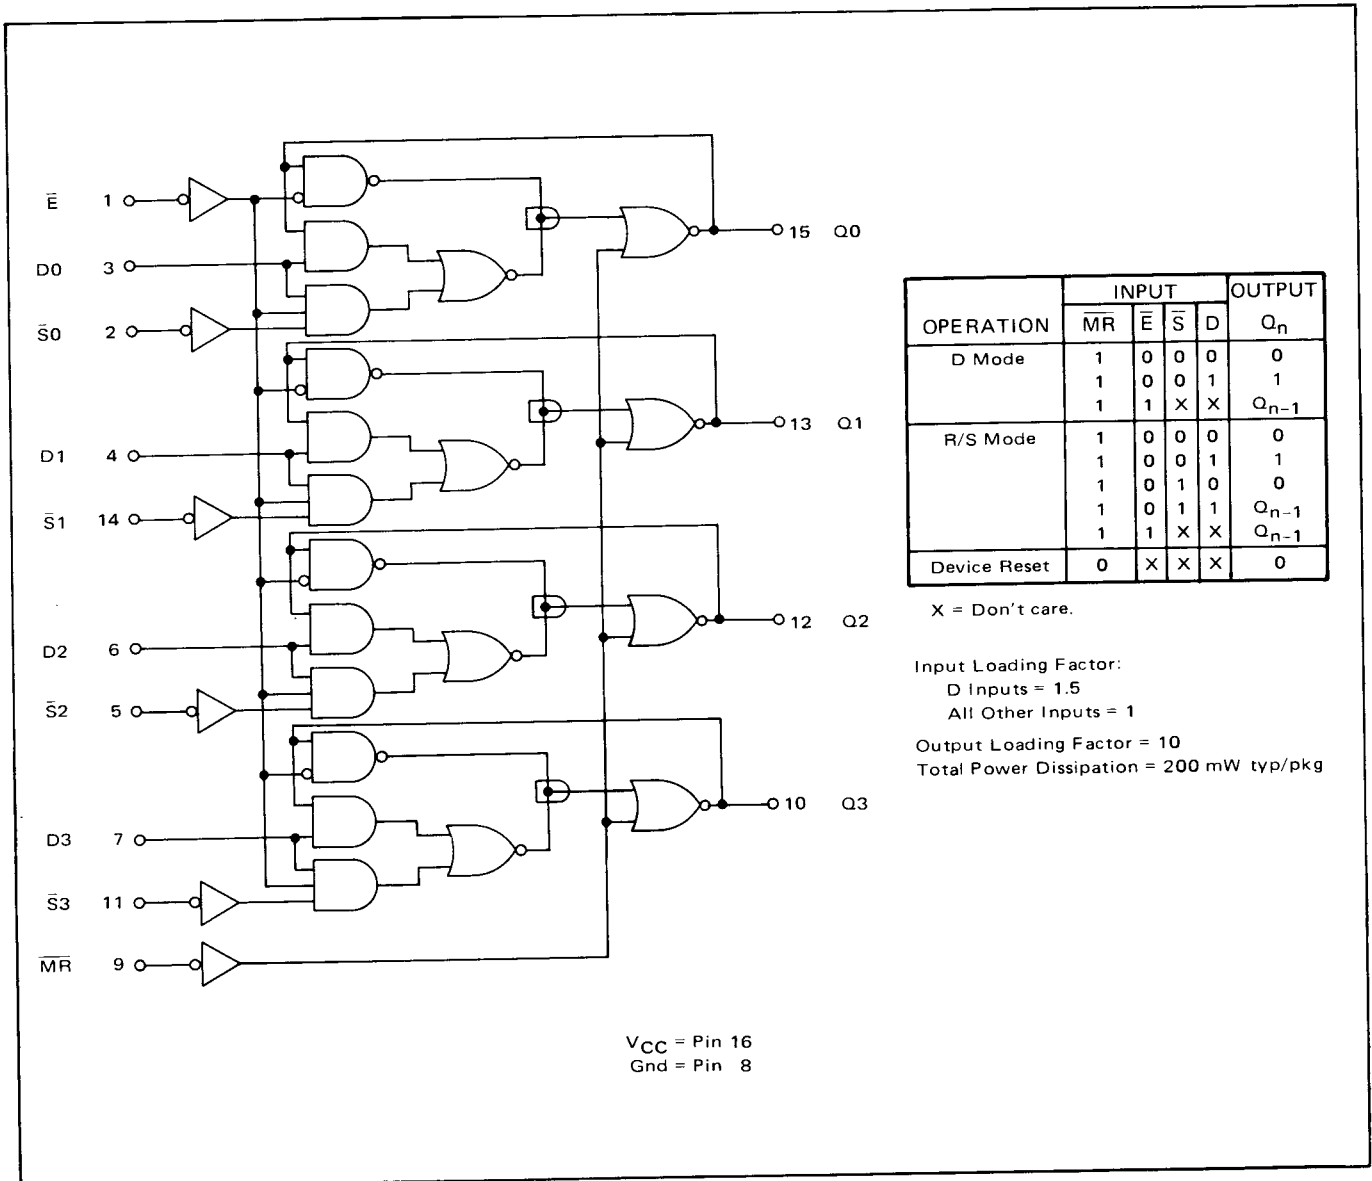 E̅ 1
D0 3
S̅0 2
15 Q0
D1 4
S̅1 14
13 Q1
D2 6
S̅2 5
12 Q2
D3 7
S̅3 11
10 Q3
M̅R̅ 9
INPUT OUTPUT
OPERATION M̅R̅ E̅ S̅ D Qn
D Mode 1 0 0 0 0
1 0 0 1 1
1 1 X X Qn-1
R/S Mode 1 0 0 0 0
1 0 0 1 1
1 0 1 0 0
1 0 1 1 Qn-1
1 1 X X Qn-1
Device Reset 0 X X X 0
X = Don't care.
Input Loading Factor:
D Inputs = 1.5
All Other Inputs = 1
Output Loading Factor = 10
Total Power Dissipation = 200 mW typ/pkg
VCC = Pin 16
Gnd = Pin 8